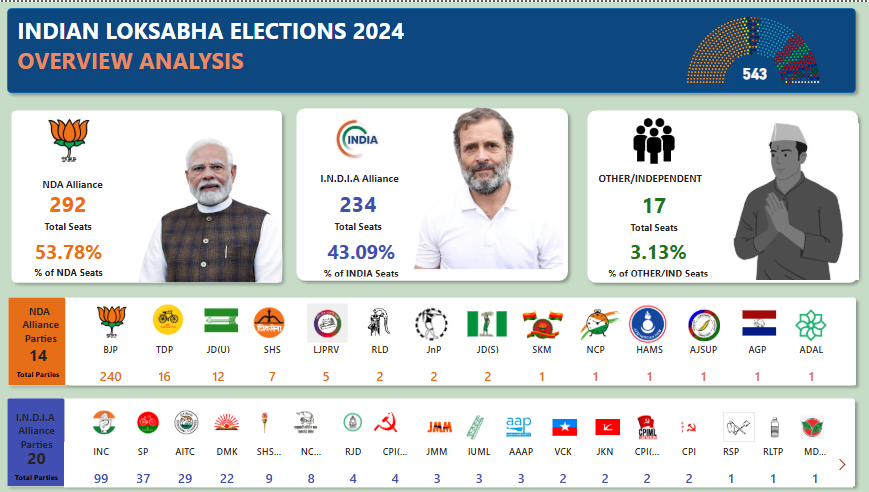 INDIAN LOKSABHA ELECTIONS 2024
OVERVIEW ANALYSIS
543
INDIA
NDA Alliance
292
Total Seats
53.78%
% of NDA Seats
I.N.D.I.A Alliance
234
Total Seats
43.09%
% of INDIA Seats
OTHER/INDEPENDENT
17
Total Seats
3.13%
% of OTHER/IND Seats
NDA
Alliance
Parties
14
Total Parties
BJP TDP JD(U) SHS LJPRV RLD JnP JD(S) SKM NCP HAMS AJSUP AGP ADAL
240 16 12 7 5 2 2 2 1 1 1 1 1 1
I.N.D.I.A
Alliance
Parties
20
Total Parties
JMM aap CPIML
INC SP AITC DMK SHS... NC... RJD CPI(... JMM IUML AAAP VCK JKN CPI(... CPI RSP RLTP MD...
99 37 29 22 9 8 4 4 3 3 3 2 2 2 2 1 1 1